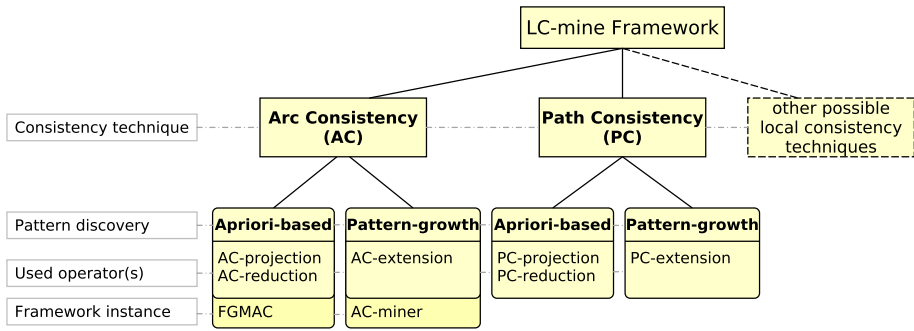 LC-mine Framework
Consistency technique
Arc Consistency
(AC)
Path Consistency
(PC)
other possible
local consistency
techniques
Pattern discovery
Apriori-based
Pattern-growth
Apriori-based
Pattern-growth
Used operator(s)
AC-projection
AC-reduction
AC-extension
PC-projection
PC-reduction
PC-extension
Framework instance
FGMAC
AC-miner